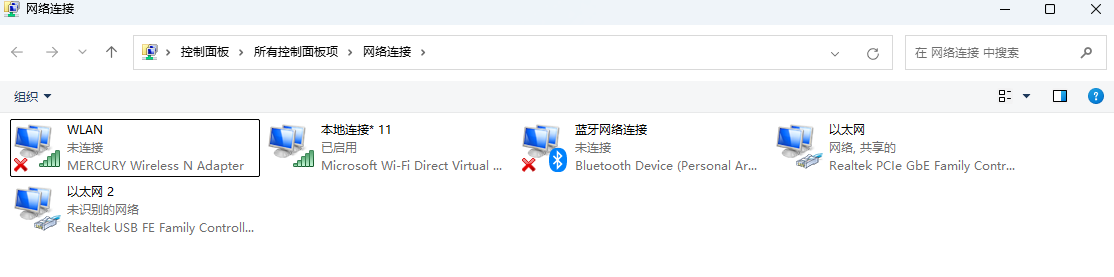 网络连接
控制面板 > 所有控制面板项 > 网络连接 >
在 网络连接 中搜索
组织
WLAN
未连接
MERCURY Wireless N Adapter
本地连接* 11
已启用
Microsoft Wi-Fi Direct Virtual ...
蓝牙网络连接
未连接
Bluetooth Device (Personal Ar...
以太网
网络, 共享的
Realtek PCIe GbE Family Contr...
以太网 2
未识别的网络
Realtek USB FE Family Controll...